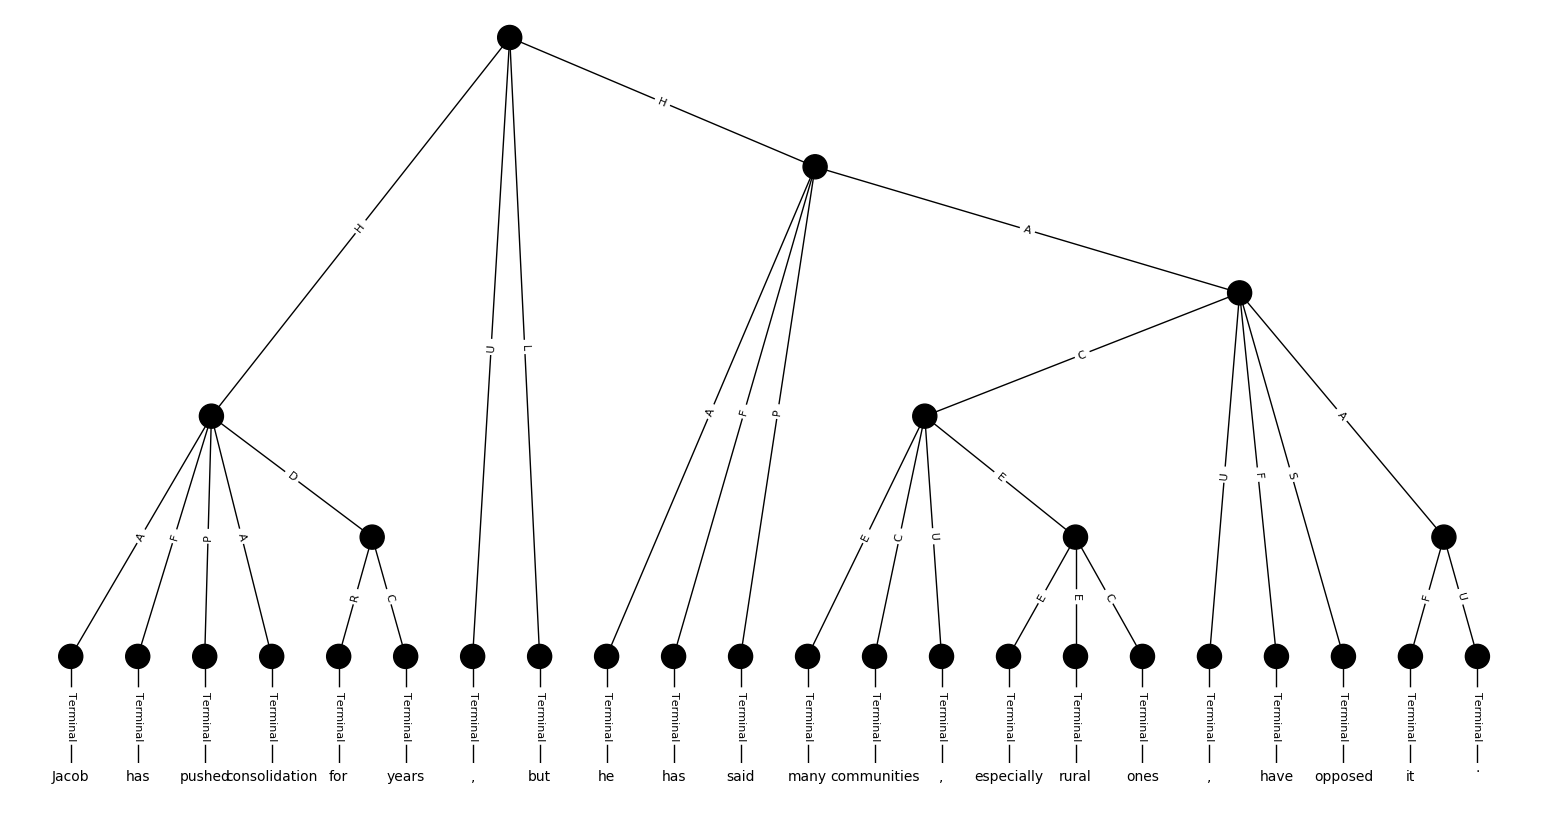 H
A
H
C
U
L
A
F
P
A
D
E
U
F
S
A
F
P
A
E
C
U
R
C
E
E
C
F
U
Terminal Terminal Terminal Terminal Terminal Terminal Terminal Terminal Terminal Terminal Terminal Terminal Terminal Terminal Terminal Terminal Terminal Terminal Terminal Terminal Terminal Terminal
Jacob has pushed consolidation for years , but he has said many communities , especially rural ones , have opposed it .